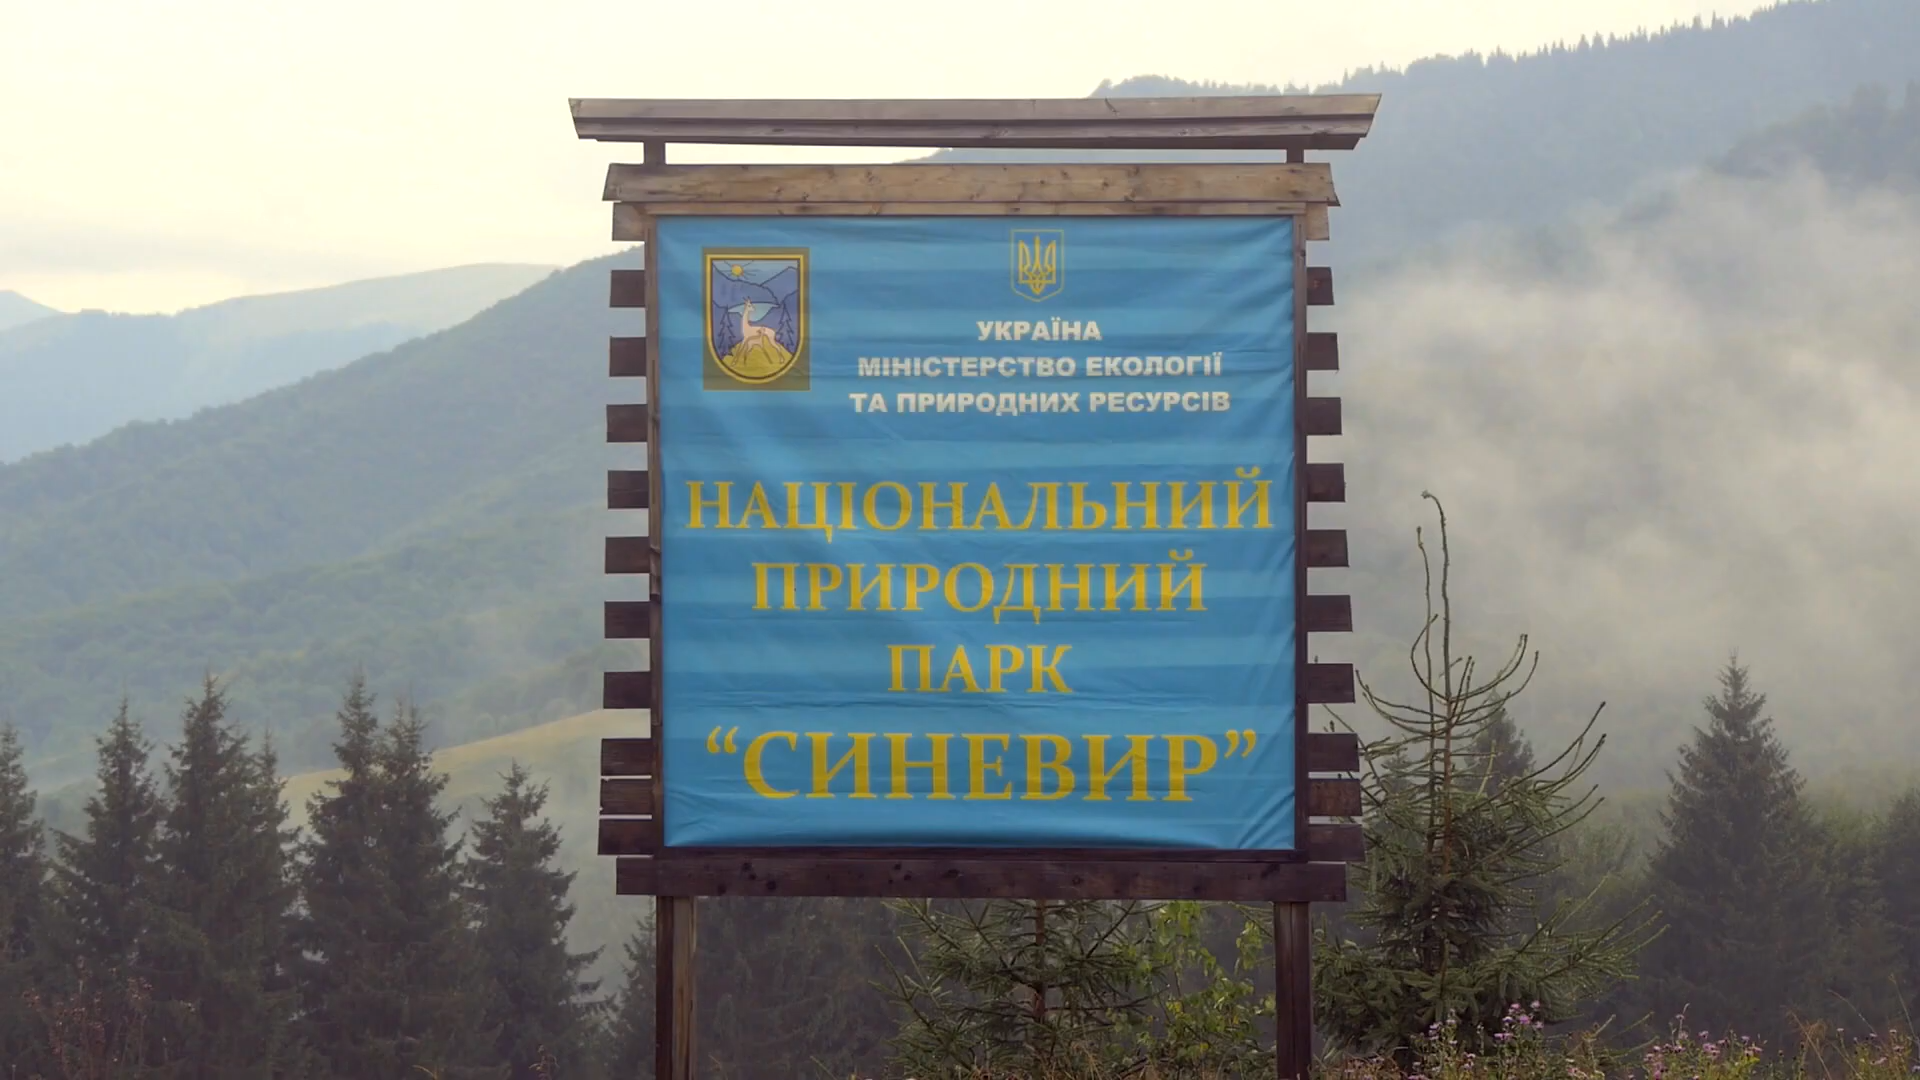 УКРАЇНА
МІНІСТЕРСТВО ЕКОЛОГІЇ
ТА ПРИРОДНИХ РЕСУРСІВ
НАЦІОНАЛЬНИЙ
ПРИРОДНИЙ
ПАРК
“СИНЕВИР”